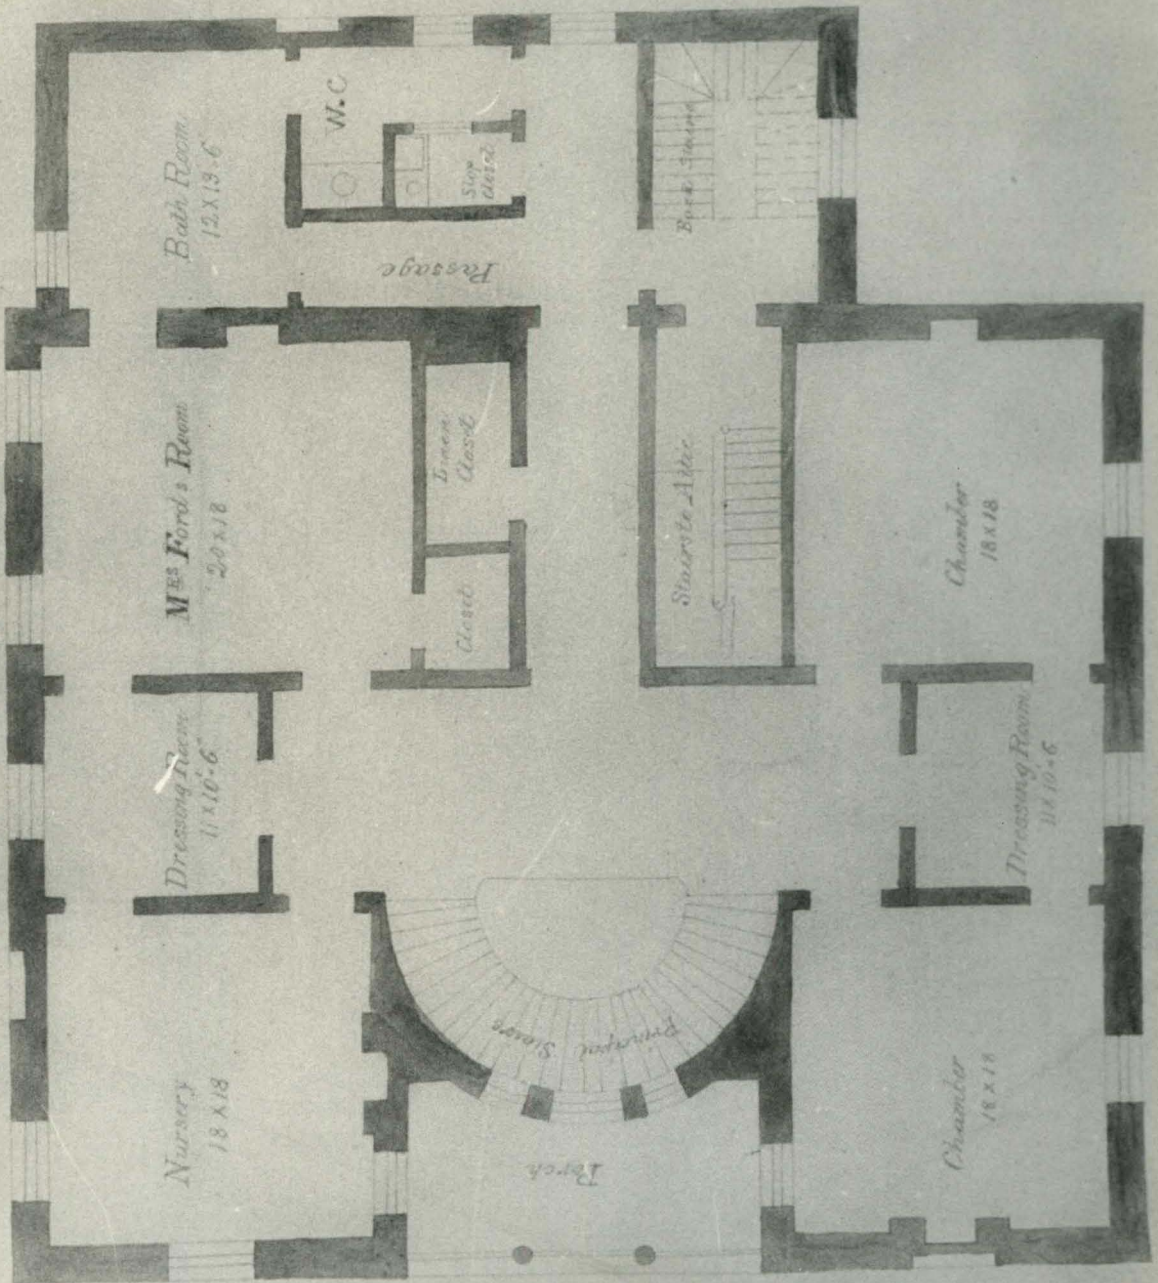 Bath Room
12 X 13.6
W.C
Slop
Closet
Passage
Back Stairs
Mrs Ford's Room
20 x 18
Linen
Closet
Closet
Stairs to Attic
Chamber
18 X 18
Dressing Room
11 X 10.6
Dressing Room
11 X 10.6
Nursery
18 X 18
Principal
Stairs
Porch
Chamber
18 X 18